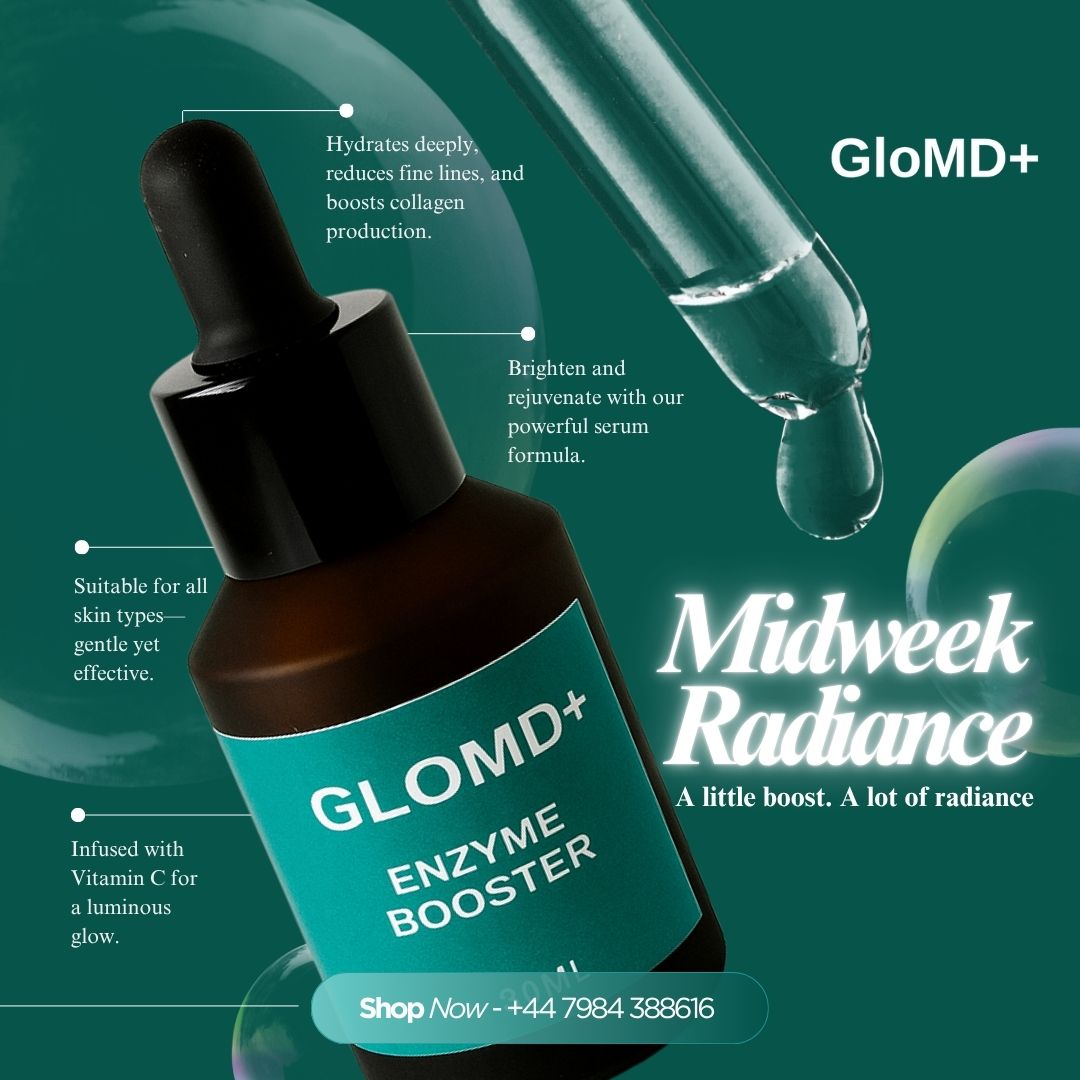 GloMD+
Hydrates deeply,
reduces fine lines, and
boosts collagen
production.
Brighten and
rejuvenate with our
powerful serum
formula.
Suitable for all
skin types—
gentle yet
effective.
Midweek
Radiance
A little boost. A lot of radiance
Infused with
Vitamin C for
a luminous
glow.
GLOMD+
ENZYME
BOOSTER
30ML
Shop Now - +44 7984 388616